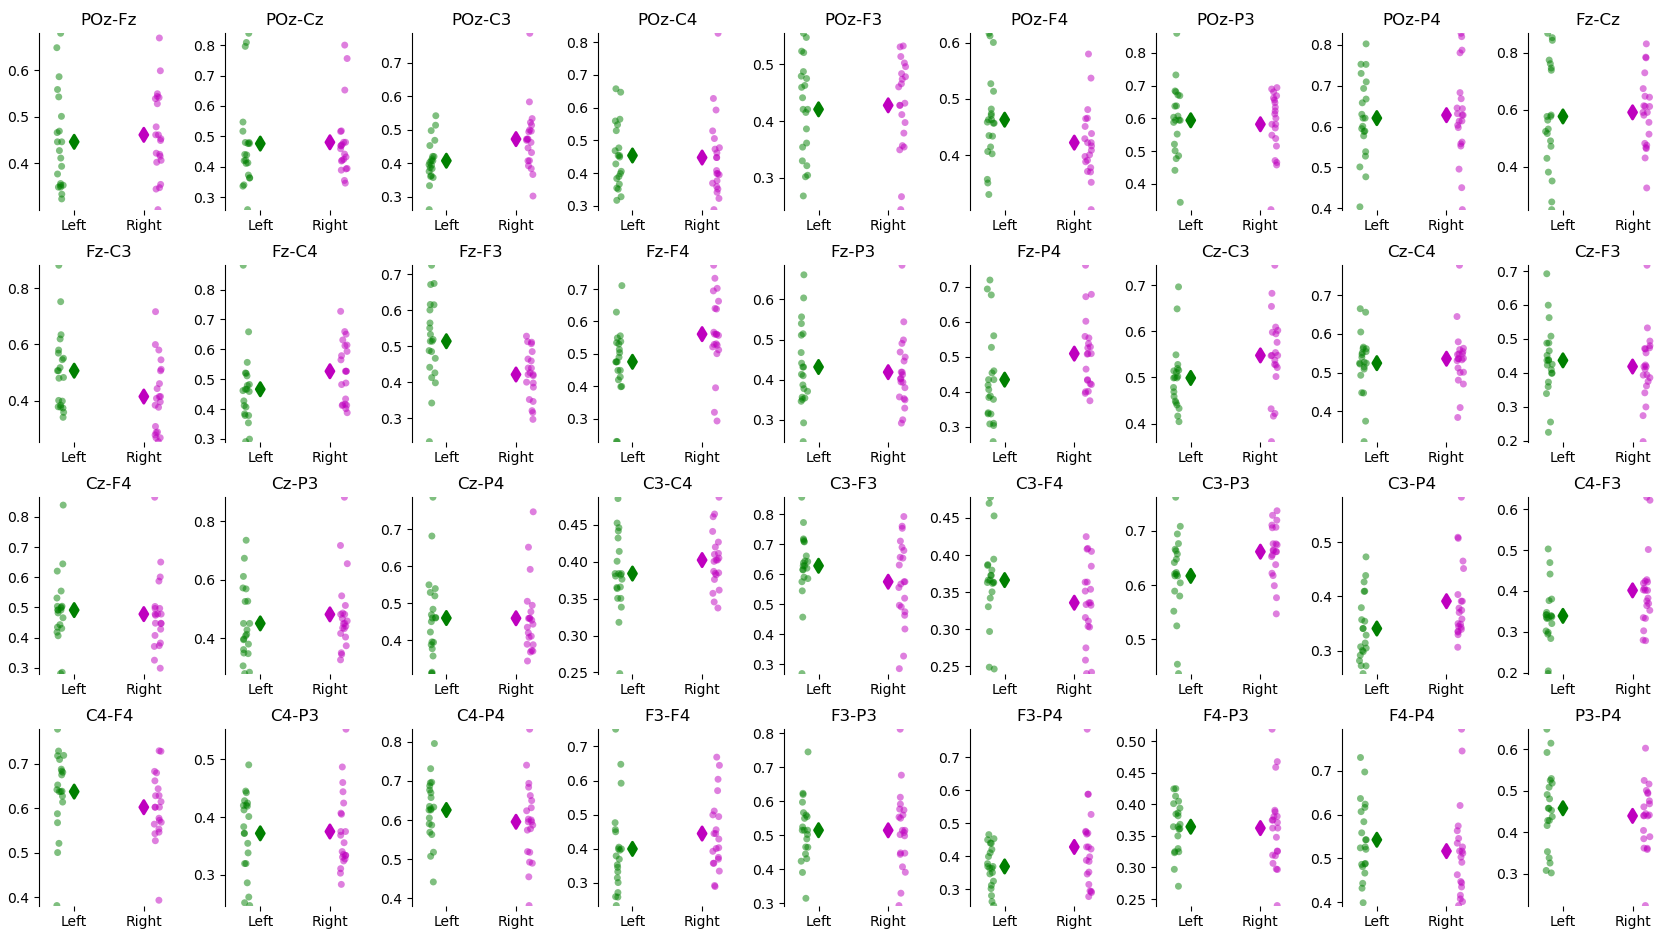 POz-Fz POz-Cz POz-C3 POz-C4 POz-F3 POz-F4 POz-P3 POz-P4 Fz-Cz
0.6 0.5 0.4
0.8 0.7 0.6 0.5 0.4 0.3
0.7 0.6 0.5 0.4 0.3
0.8 0.7 0.6 0.5 0.4 0.3
0.5 0.4 0.3
0.6 0.5 0.4
0.8 0.7 0.6 0.5 0.4
0.8 0.7 0.6 0.5 0.4
0.8 0.6 0.4
Left Right Left Right Left Right Left Right Left Right Left Right Left Right Left Right Left Right
Fz-C3 Fz-C4 Fz-F3 Fz-F4 Fz-P3 Fz-P4 Cz-C3 Cz-C4 Cz-F3
0.8 0.6 0.4
0.8 0.7 0.6 0.5 0.4 0.3
0.7 0.6 0.5 0.4 0.3
0.7 0.6 0.5 0.4 0.3
0.6 0.5 0.4 0.3
0.7 0.6 0.5 0.4 0.3
0.7 0.6 0.5 0.4
0.7 0.6 0.5 0.4
0.7 0.6 0.5 0.4 0.3 0.2
Left Right Left Right Left Right Left Right Left Right Left Right Left Right Left Right Left Right
Cz-F4 Cz-P3 Cz-P4 C3-C4 C3-F3 C3-F4 C3-P3 C3-P4 C4-F3
0.8 0.7 0.6 0.5 0.4 0.3
0.8 0.6 0.4
0.7 0.6 0.5 0.4
0.45 0.40 0.35 0.30 0.25
0.8 0.7 0.6 0.5 0.4 0.3
0.45 0.40 0.35 0.30 0.25
0.7 0.6 0.5
0.5 0.4 0.3
0.6 0.5 0.4 0.3 0.2
Left Right Left Right Left Right Left Right Left Right Left Right Left Right Left Right Left Right
C4-F4 C4-P3 C4-P4 F3-F4 F3-P3 F3-P4 F4-P3 F4-P4 P3-P4
0.7 0.6 0.5 0.4
0.5 0.4 0.3
0.8 0.7 0.6 0.5 0.4
0.7 0.6 0.5 0.4 0.3
0.8 0.7 0.6 0.5 0.4 0.3
0.7 0.6 0.5 0.4 0.3
0.50 0.45 0.40 0.35 0.30 0.25
0.7 0.6 0.5 0.4
0.6 0.5 0.4 0.3
Left Right Left Right Left Right Left Right Left Right Left Right Left Right Left Right Left Right